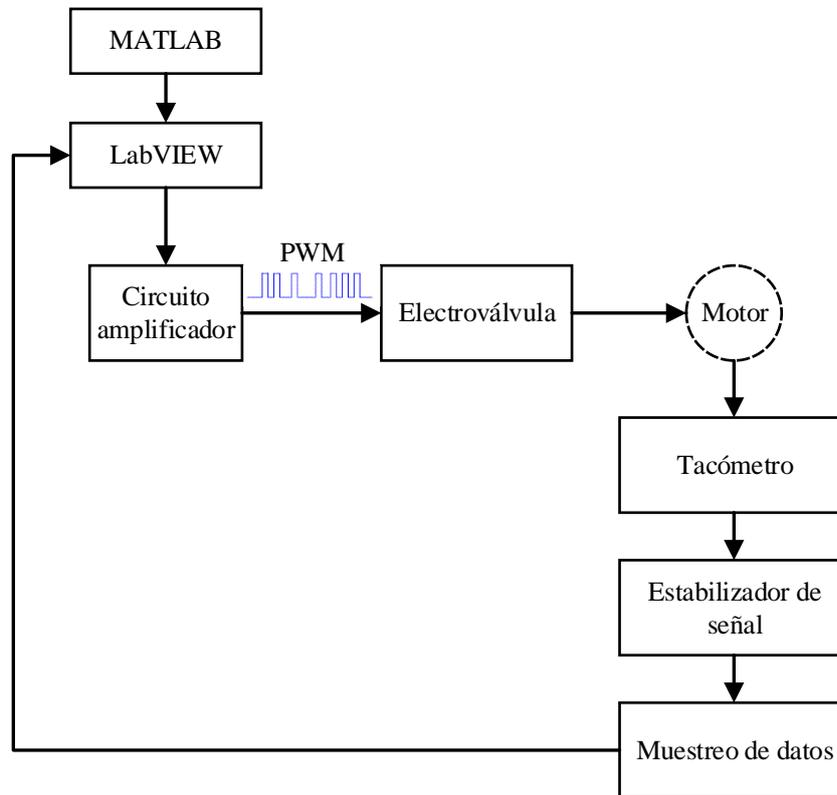 MATLAB
LabVIEW
PWM
Circuito
amplificador
Electroválvula
Motor
Tacómetro
Estabilizador de
señal
Muestreo de datos